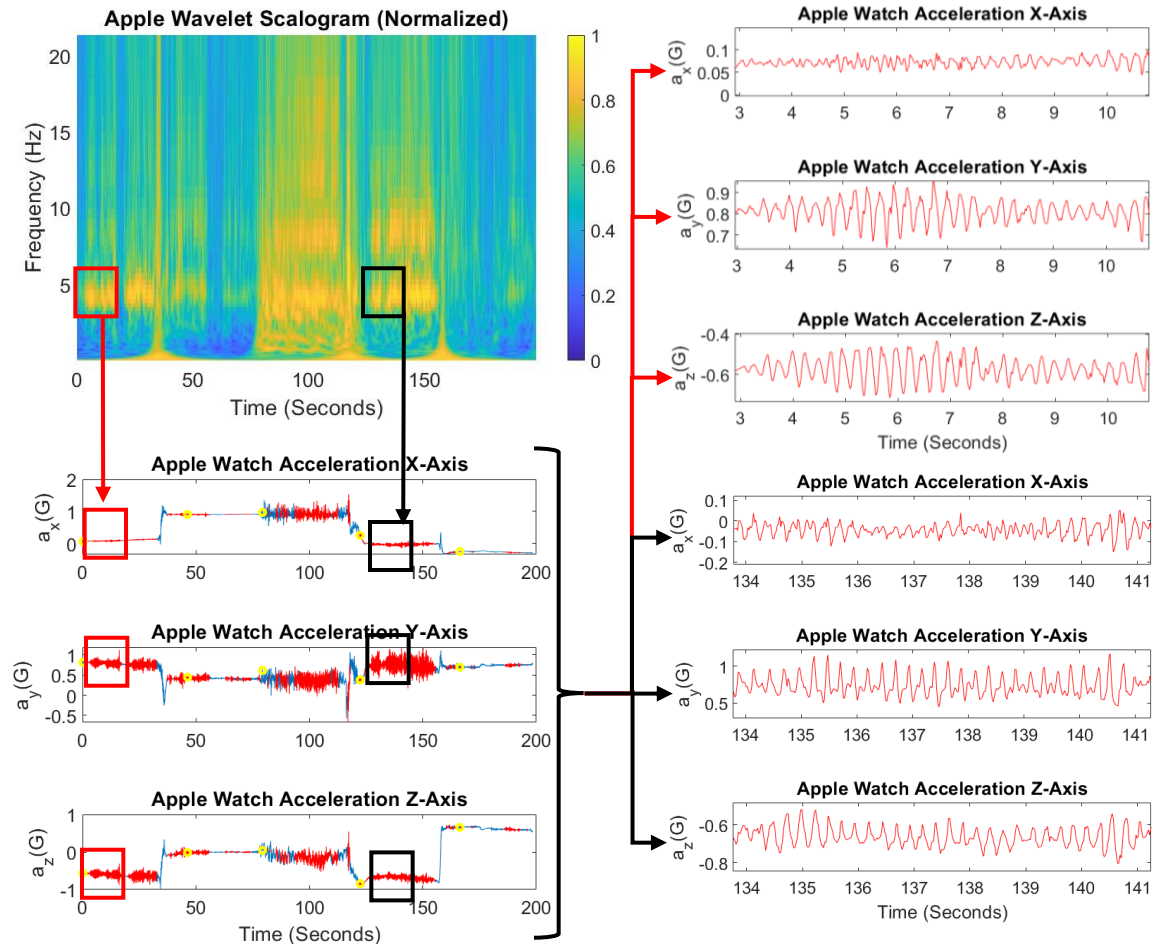 Apple Wavelet Scalogram (Normalized)
20
15
10
5
Frequency (Hz)
0 50 100 150
Time (Seconds)
1
0.8
0.6
0.4
0.2
0
Apple Watch Acceleration X-Axis
2
1
0
a_x(G)
0 50 100 150 200
Apple Watch Acceleration Y-Axis
1
0.5
0
-0.5
a_y(G)
0 50 100 150 200
Apple Watch Acceleration Z-Axis
1
0
-1
a_z(G)
0 50 100 150 200
Time (Seconds)
Apple Watch Acceleration X-Axis
0.1
0.05
0
a_x(G)
3 4 5 6 7 8 9 10
Apple Watch Acceleration Y-Axis
0.9
0.8
0.7
a_y(G)
3 4 5 6 7 8 9 10
Apple Watch Acceleration Z-Axis
-0.4
-0.6
a_z(G)
3 4 5 6 7 8 9 10
Time (Seconds)
Apple Watch Acceleration X-Axis
0.1
0
-0.1
-0.2
a_x(G)
134 135 136 137 138 139 140 141
Apple Watch Acceleration Y-Axis
1
0.5
a_y(G)
134 135 136 137 138 139 140 141
Apple Watch Acceleration Z-Axis
-0.6
-0.8
a_z(G)
134 135 136 137 138 139 140 141
Time (Seconds)